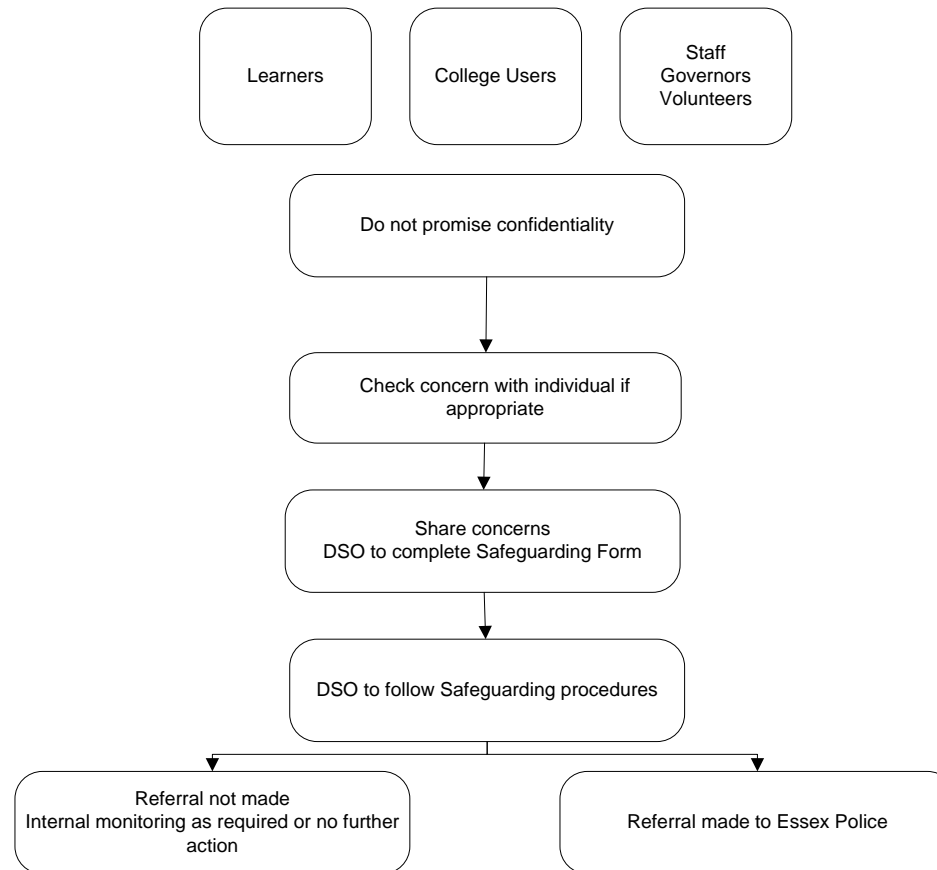 Learners
College Users
Staff
Governors
Volunteers
Do not promise confidentiality
Check concern with individual if
appropriate
Share concerns
DSO to complete Safeguarding Form
DSO to follow Safeguarding procedures
Referral not made
Internal monitoring as required or no further
action
Referral made to Essex Police